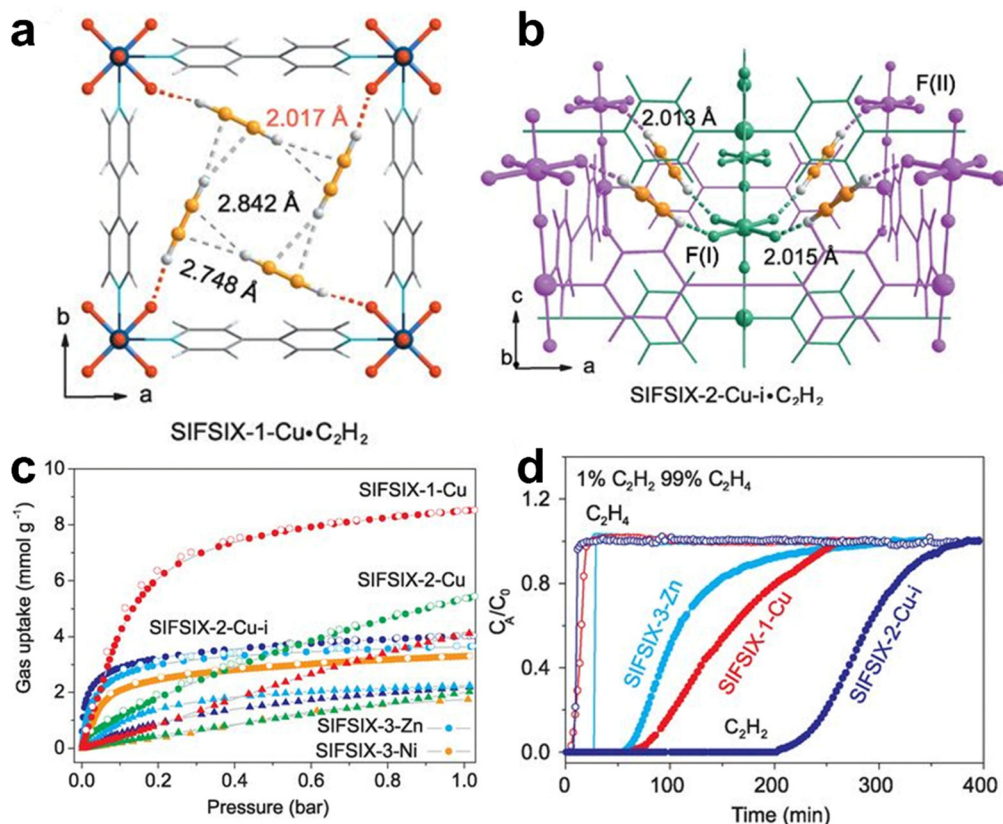 a
2.017 Å
2.842 Å
2.748 Å
b
a
SIFSIX-1-Cu•C₂H₂
b
F(II)
2.013 Å
F(I)
2.015 Å
c
b
a
SIFSIX-2-Cu-i•C₂H₂
c
SIFSIX-1-Cu
SIFSIX-2-Cu
SIFSIX-2-Cu-i
SIFSIX-3-Zn
SIFSIX-3-Ni
Gas uptake (mmol g⁻¹)
10
8
6
4
2
0
0.0 0.2 0.4 0.6 0.8 1.0
Pressure (bar)
d
1% C₂H₂ 99% C₂H₄
C₂H₄
SIFSIX-3-Zn
SIFSIX-1-Cu
SIFSIX-2-Cu-i
C₂H₂
C_A/C₀
1.2
0.8
0.4
0.0
0 100 200 300 400
Time (min)